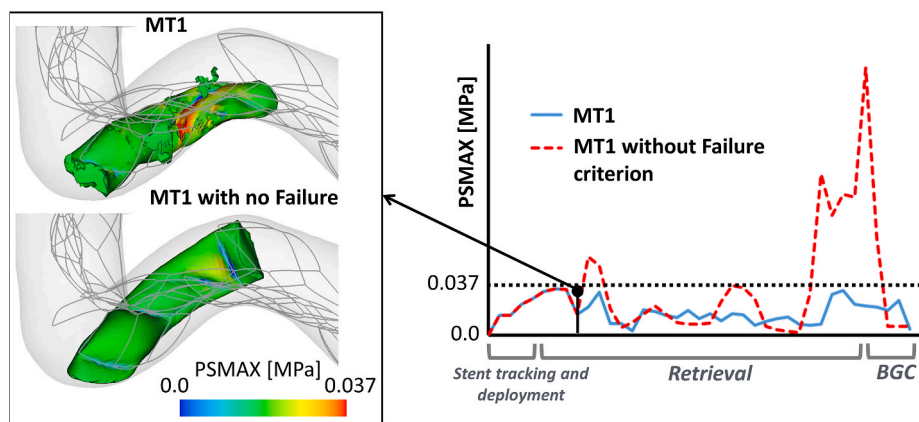 MT1
MT1 with no Failure
PSMAX [MPa]
0.0
0.037
PSMAX [MPa]
MT1
MT1 without Failure
criterion
0.037
0.0
Stent tracking and
deployment
Retrieval
BGC